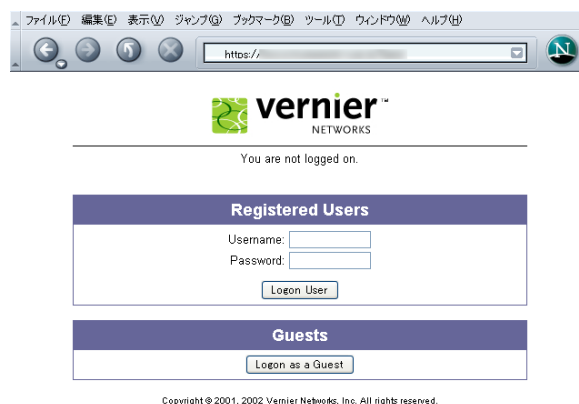 ファイル(F) 編集(E) 表示(V) ジャンプ(G) ブックマーク(B) ツール(T) ウィンドウ(W) ヘルプ(H)
https:/
N
vernier™
NETWORKS
You are not logged on.
Registered Users
Username:
Password:
Logon User
Guests
Logon as a Guest
Copyright © 2001, 2002 Vernier Networks, Inc. All rights reserved.